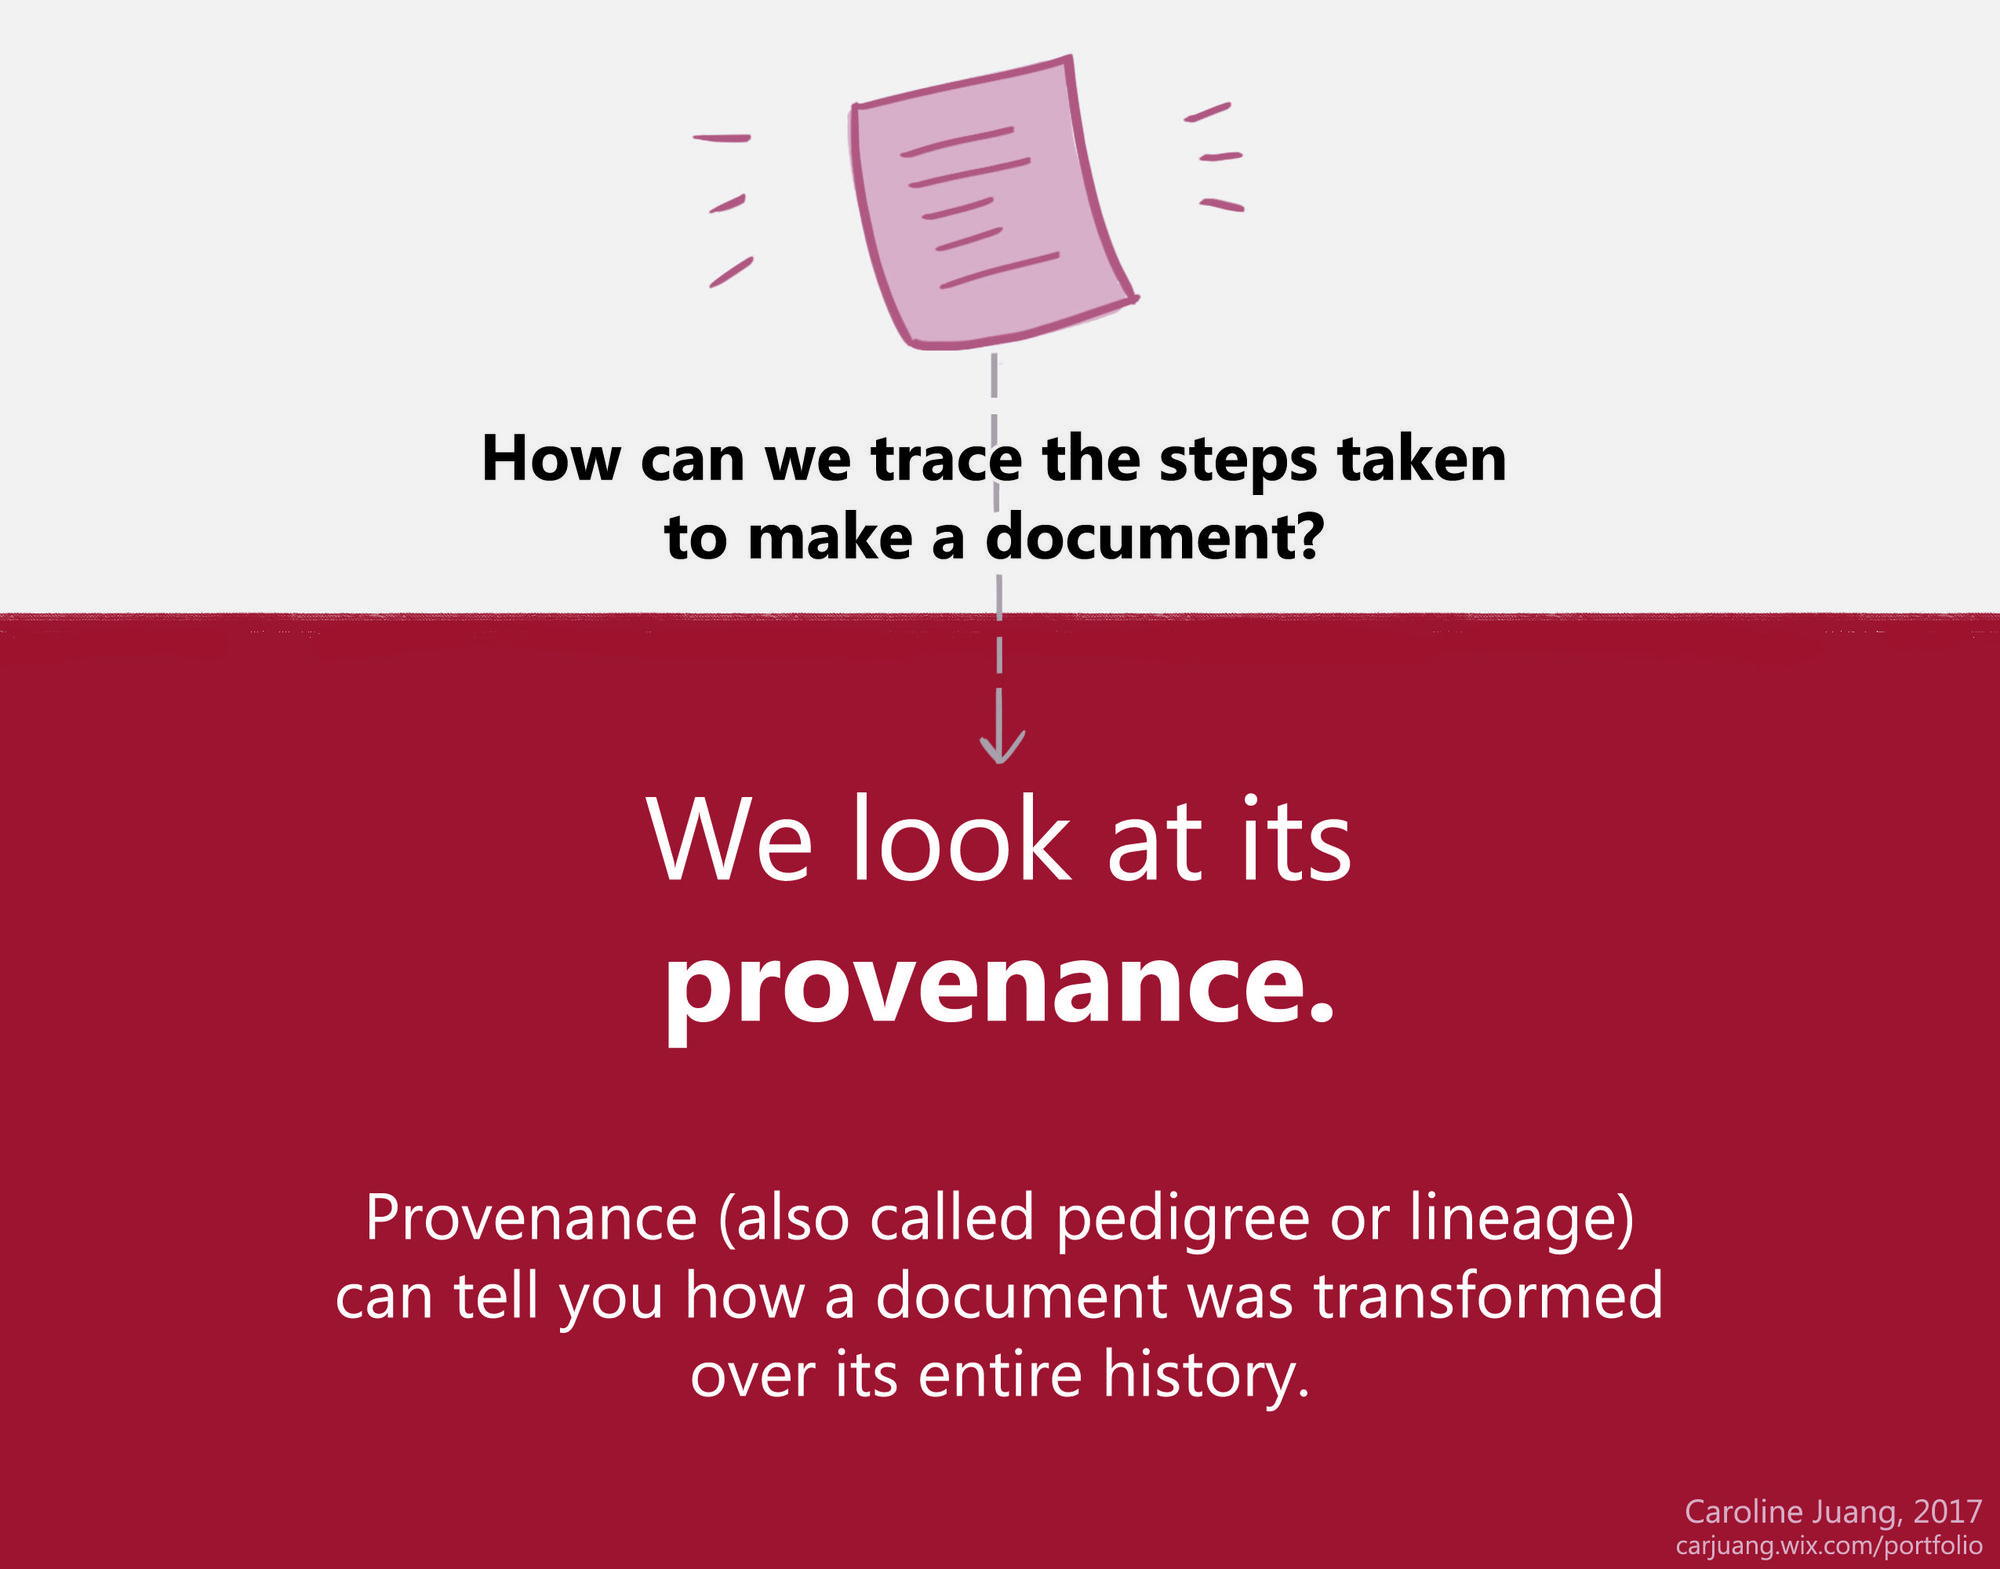 How can we trace the steps taken
to make a document?
We look at its
provenance.
Provenance (also called pedigree or lineage)
can tell you how a document was transformed
over its entire history.
Caroline Juang, 2017
carjuang.wix.com/portfolio